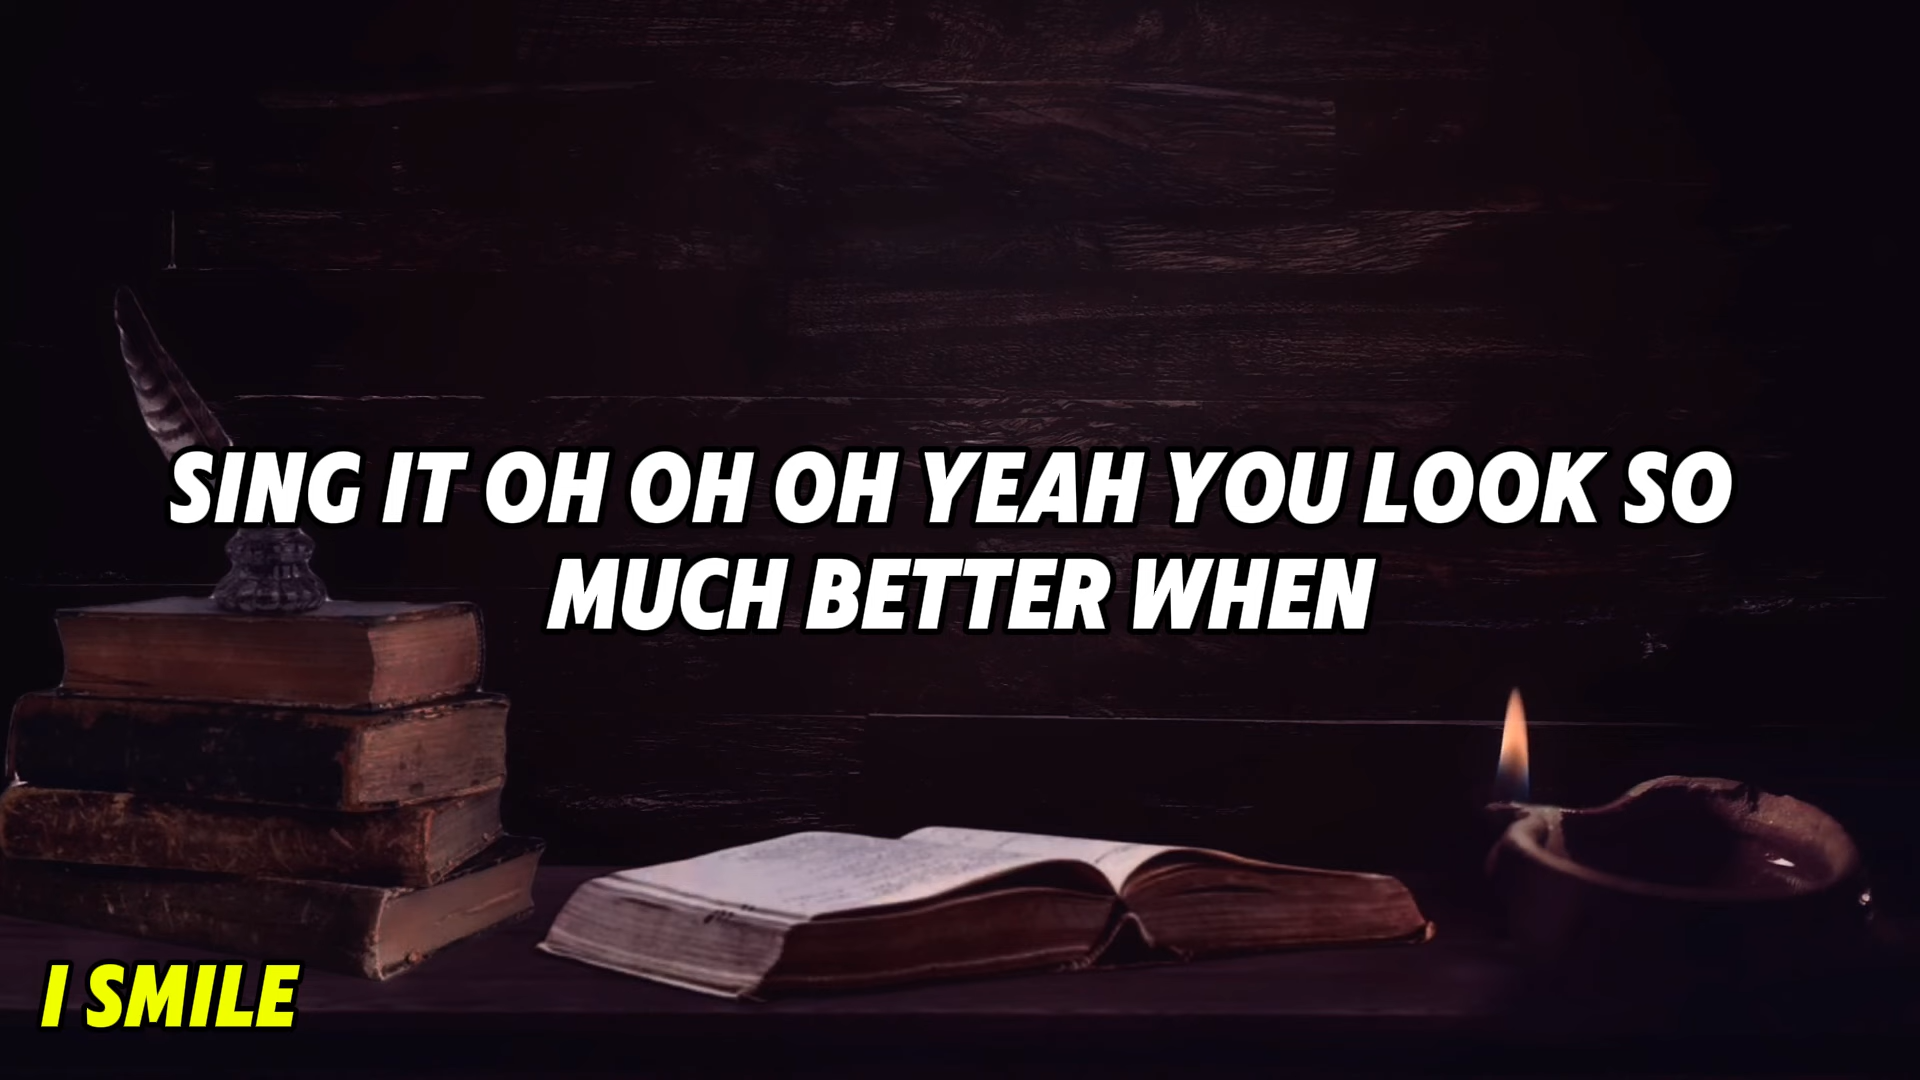 SING IT OH OH OH YEAH YOU LOOK SO
MUCH BETTER WHEN
I SMILE